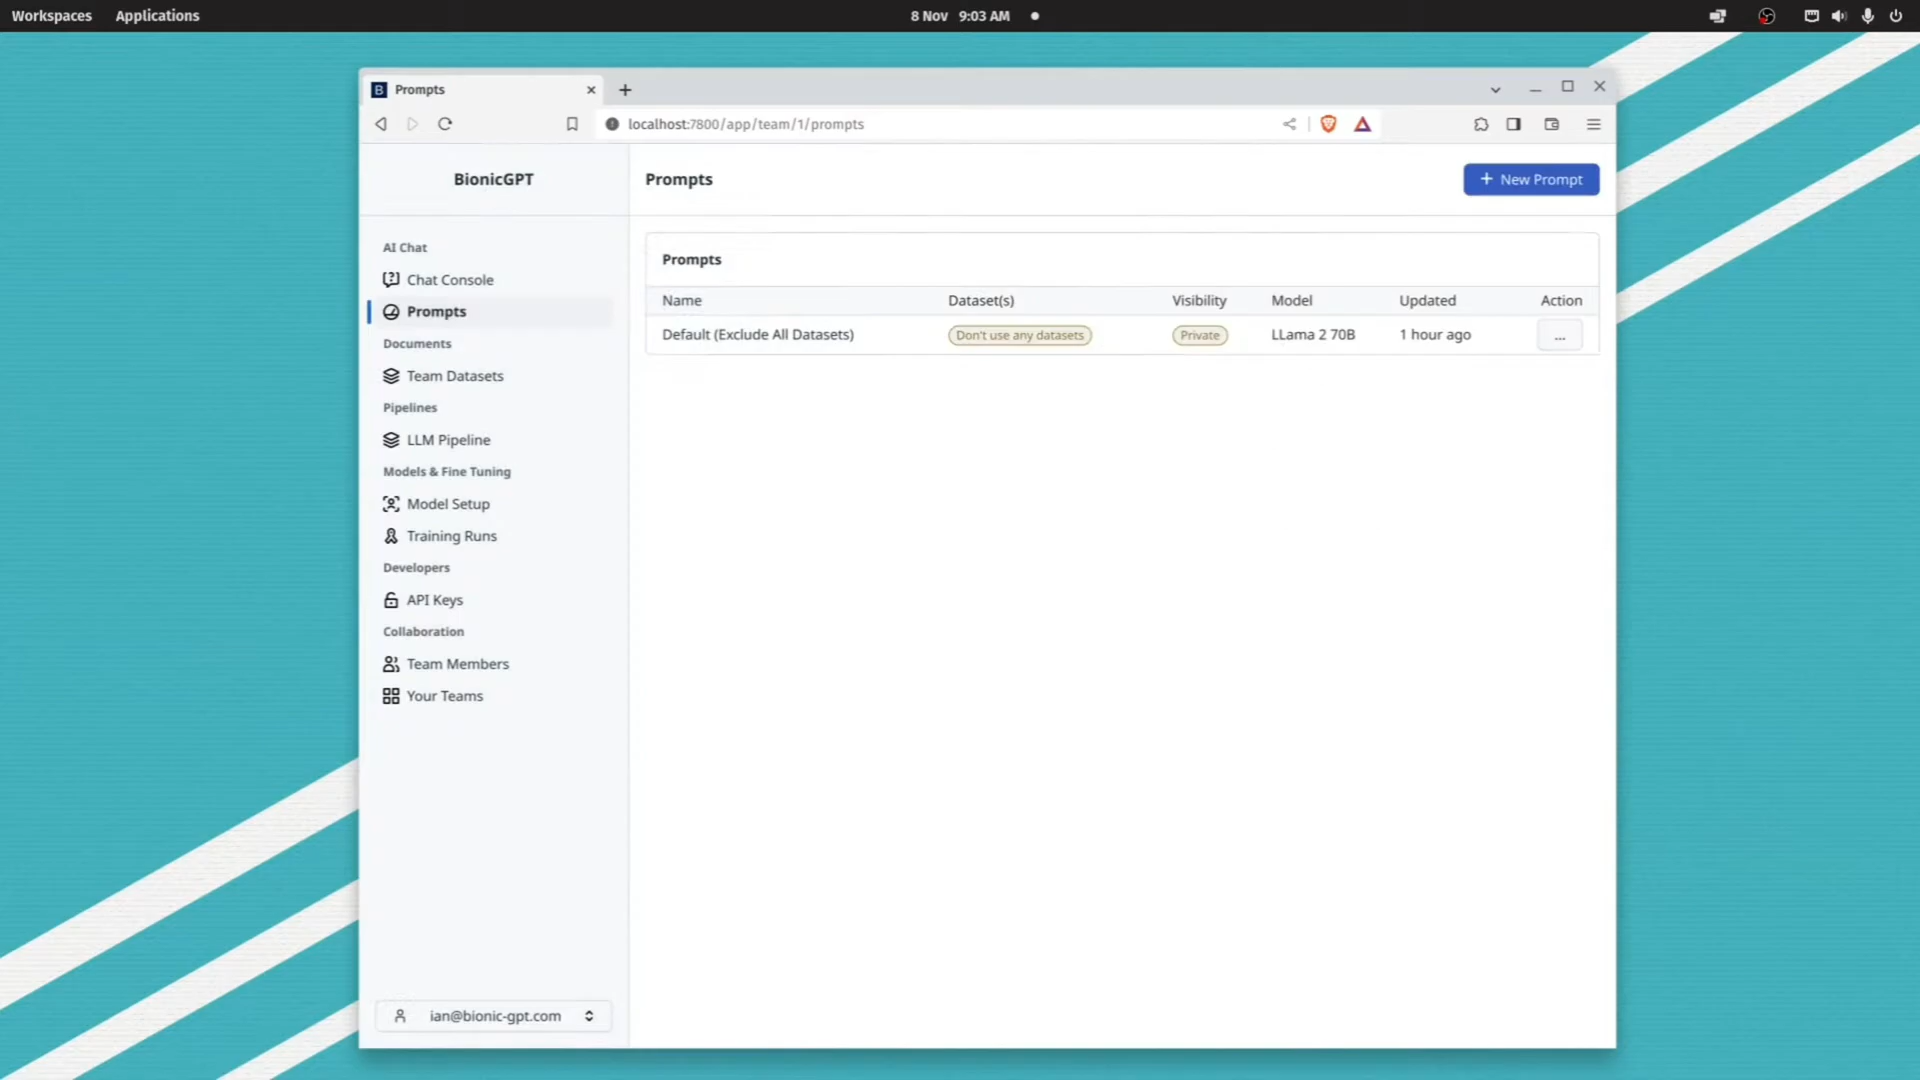 Workspaces Applications 8 Nov 9:03 AM
Prompts
localhost:7800/app/team/1/prompts
BionicGPT
Prompts
New Prompt
AI Chat
Chat Console
Prompts
Documents
Team Datasets
Pipelines
LLM Pipeline
Models & Fine Tuning
Model Setup
Training Runs
Developers
API Keys
Collaboration
Team Members
Your Teams
ian@bionic-gpt.com
Prompts
Name Dataset(s) Visibility Model Updated Action
Default (Exclude All Datasets) Don't use any datasets Private LLama 2 70B 1 hour ago ...